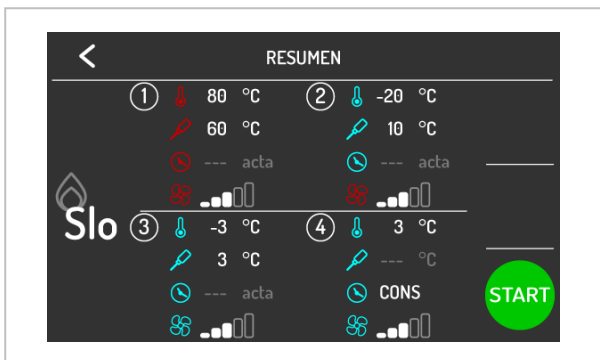 RESUMEN
1 80 °C 2 -20 °C
60 °C 10 °C
--- acta --- acta
Slo 3 -3 °C 4 3 °C
3 °C --- °C
--- acta CONS
START